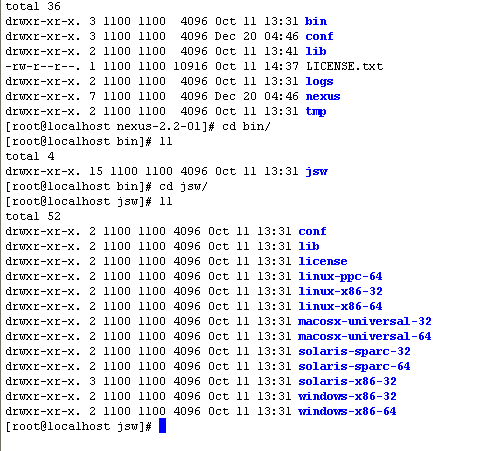 total 36
drwxr-xr-x. 3 1100 1100  4096 Oct 11 13:31 bin
drwxr-xr-x. 3 1100 1100  4096 Dec 20 04:46 conf
drwxr-xr-x. 2 1100 1100  4096 Oct 11 13:41 lib
-rw-r--r--. 1 1100 1100 10916 Oct 11 14:37 LICENSE.txt
drwxr-xr-x. 2 1100 1100  4096 Oct 11 13:31 logs
drwxr-xr-x. 7 1100 1100  4096 Dec 20 04:46 nexus
drwxr-xr-x. 2 1100 1100  4096 Oct 11 13:31 tmp
[root@localhost nexus-2.2-01]# cd bin/
[root@localhost bin]# ll
total 4
drwxr-xr-x. 15 1100 1100 4096 Oct 11 13:31 jsw
[root@localhost bin]# cd jsw/
[root@localhost jsw]# ll
total 52
drwxr-xr-x. 2 1100 1100 4096 Oct 11 13:31 conf
drwxr-xr-x. 2 1100 1100 4096 Oct 11 13:31 lib
drwxr-xr-x. 2 1100 1100 4096 Oct 11 13:31 license
drwxr-xr-x. 2 1100 1100 4096 Oct 11 13:31 linux-ppc-64
drwxr-xr-x. 2 1100 1100 4096 Oct 11 13:31 linux-x86-32
drwxr-xr-x. 2 1100 1100 4096 Oct 11 13:31 linux-x86-64
drwxr-xr-x. 2 1100 1100 4096 Oct 11 13:31 macosx-universal-32
drwxr-xr-x. 2 1100 1100 4096 Oct 11 13:31 macosx-universal-64
drwxr-xr-x. 2 1100 1100 4096 Oct 11 13:31 solaris-sparc-32
drwxr-xr-x. 2 1100 1100 4096 Oct 11 13:31 solaris-sparc-64
drwxr-xr-x. 3 1100 1100 4096 Oct 11 13:31 solaris-x86-32
drwxr-xr-x. 2 1100 1100 4096 Oct 11 13:31 windows-x86-32
drwxr-xr-x. 2 1100 1100 4096 Oct 11 13:31 windows-x86-64
[root@localhost jsw]#